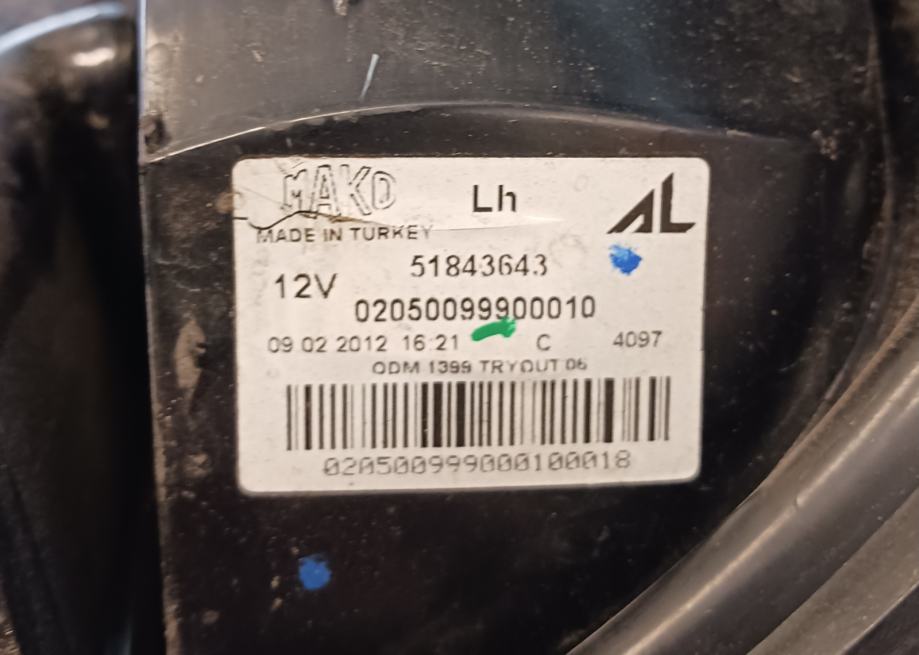 MAKO Lh AL
MADE IN TURKEY
51843643
12V
02050099900010
09 02 2012 16:21 C 4097
ODM 1399 TRYOUT 06
020500999000100018